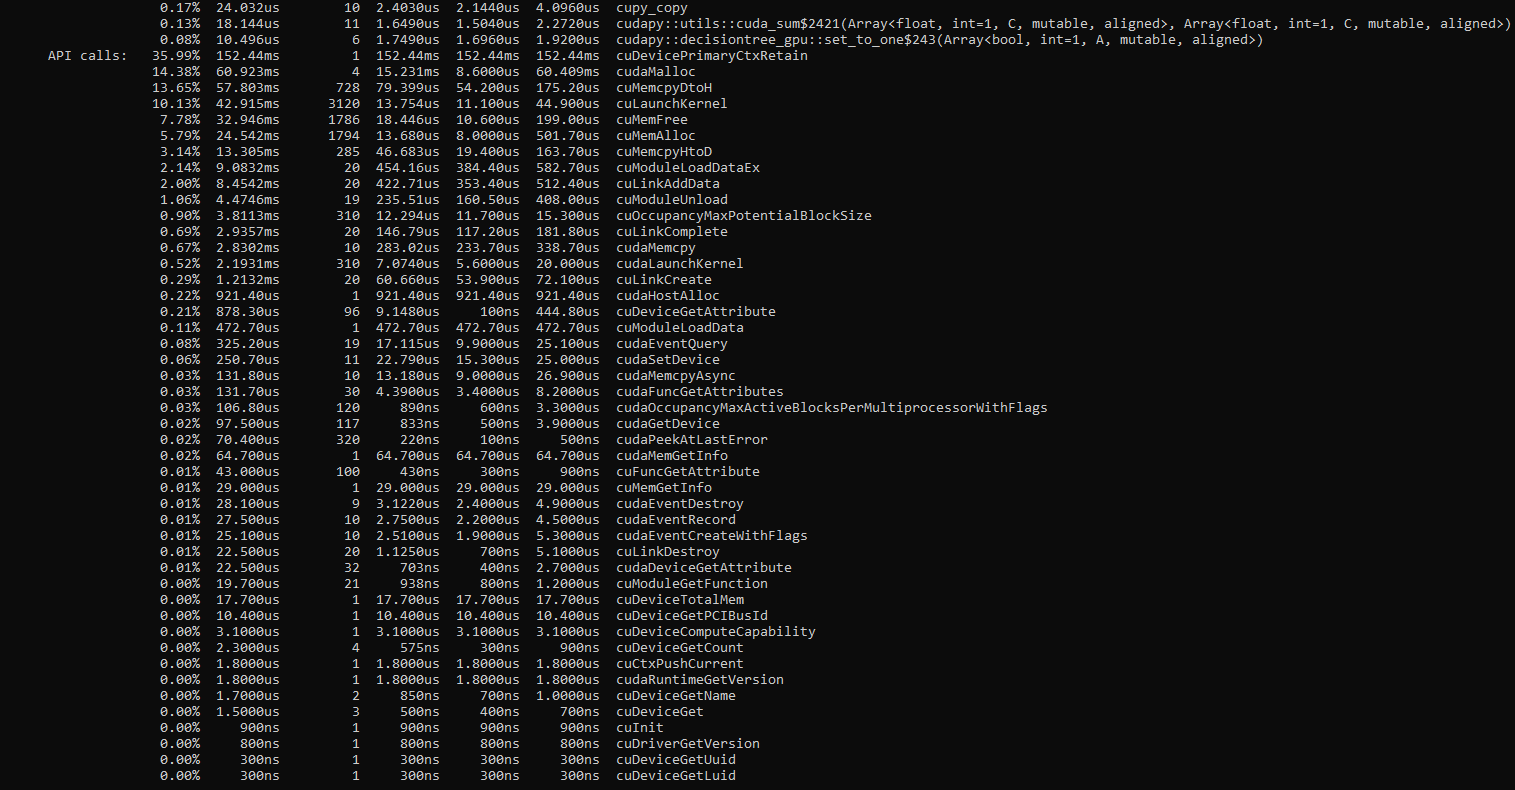 0.17% 24.032us 10 2.4030us 2.1440us 4.0960us cupy_copy
0.13% 18.144us 11 1.6490us 1.5040us 2.2720us cudapy::utils::cuda_sum$2421(Array<float, int=1, C, mutable, aligned>, Array<float, int=1, C, mutable, aligned>)
0.08% 10.496us 6 1.7490us 1.6960us 1.9200us cudapy::decisiontree_gpu::set_to_one$243(Array<bool, int=1, A, mutable, aligned>)
API calls: 35.99% 152.44ms 1 152.44ms 152.44ms 152.44ms cuDevicePrimaryCtxRetain
14.38% 60.923ms 4 15.231ms 8.6000us 60.409ms cudaMalloc
13.65% 57.803ms 728 79.399us 54.200us 175.20us cuMemcpyDtoH
10.13% 42.915ms 3120 13.754us 11.100us 44.900us cuLaunchKernel
7.78% 32.946ms 1786 18.446us 10.600us 199.00us cuMemFree
5.79% 24.542ms 1794 13.680us 8.0000us 501.70us cuMemAlloc
3.14% 13.305ms 285 46.683us 19.400us 163.70us cuMemcpyHtoD
2.14% 9.0832ms 20 454.16us 384.40us 582.70us cuModuleLoadDataEx
2.00% 8.4542ms 20 422.71us 353.40us 512.40us cuLinkAddData
1.06% 4.4746ms 19 235.51us 160.50us 408.00us cuModuleUnload
0.90% 3.8113ms 310 12.294us 11.700us 15.300us cuOccupancyMaxPotentialBlockSize
0.69% 2.9357ms 20 146.79us 117.20us 181.80us cuLinkComplete
0.67% 2.8302ms 10 283.02us 233.70us 338.70us cudaMemcpy
0.52% 2.1931ms 310 7.0740us 5.6000us 20.000us cudaLaunchKernel
0.29% 1.2132ms 20 60.660us 53.900us 72.100us cuLinkCreate
0.22% 921.40us 1 921.40us 921.40us 921.40us cudaHostAlloc
0.21% 878.30us 96 9.1480us 100ns 444.80us cuDeviceGetAttribute
0.11% 472.70us 1 472.70us 472.70us 472.70us cuModuleLoadData
0.08% 325.20us 19 17.115us 9.9000us 25.100us cudaEventQuery
0.06% 250.70us 11 22.790us 15.300us 25.000us cudaSetDevice
0.03% 131.80us 10 13.180us 9.0000us 26.900us cudaMemcpyAsync
0.03% 131.70us 30 4.3900us 3.4000us 8.2000us cudaFuncGetAttributes
0.03% 106.80us 120 890ns 600ns 3.3000us cudaOccupancyMaxActiveBlocksPerMultiprocessorWithFlags
0.02% 97.500us 117 833ns 500ns 3.9000us cudaGetDevice
0.02% 70.400us 320 220ns 100ns 500ns cudaPeekAtLastError
0.02% 64.700us 1 64.700us 64.700us 64.700us cudaMemGetInfo
0.01% 43.000us 100 430ns 300ns 900ns cuFuncGetAttribute
0.01% 29.000us 1 29.000us 29.000us 29.000us cuMemGetInfo
0.01% 28.100us 9 3.1220us 2.4000us 4.9000us cudaEventDestroy
0.01% 27.500us 10 2.7500us 2.2000us 4.5000us cudaEventRecord
0.01% 25.100us 10 2.5100us 1.9000us 5.3000us cudaEventCreateWithFlags
0.01% 22.500us 20 1.1250us 700ns 5.1000us cuLinkDestroy
0.01% 22.500us 32 703ns 400ns 2.7000us cudaDeviceGetAttribute
0.00% 19.700us 21 938ns 800ns 1.2000us cuModuleGetFunction
0.00% 17.700us 1 17.700us 17.700us 17.700us cuDeviceTotalMem
0.00% 10.400us 1 10.400us 10.400us 10.400us cuDeviceGetPCIBusId
0.00% 3.1000us 1 3.1000us 3.1000us 3.1000us cuDeviceComputeCapability
0.00% 2.3000us 4 575ns 300ns 900ns cuDeviceGetCount
0.00% 1.8000us 1 1.8000us 1.8000us 1.8000us cuCtxPushCurrent
0.00% 1.8000us 1 1.8000us 1.8000us 1.8000us cudaRuntimeGetVersion
0.00% 1.7000us 2 850ns 700ns 1.0000us cuDeviceGetName
0.00% 1.5000us 3 500ns 400ns 700ns cuDeviceGet
0.00% 900ns 1 900ns 900ns 900ns cuInit
0.00% 800ns 1 800ns 800ns 800ns cuDriverGetVersion
0.00% 300ns 1 300ns 300ns 300ns cuDeviceGetUuid
0.00% 300ns 1 300ns 300ns 300ns cuDeviceGetLuid